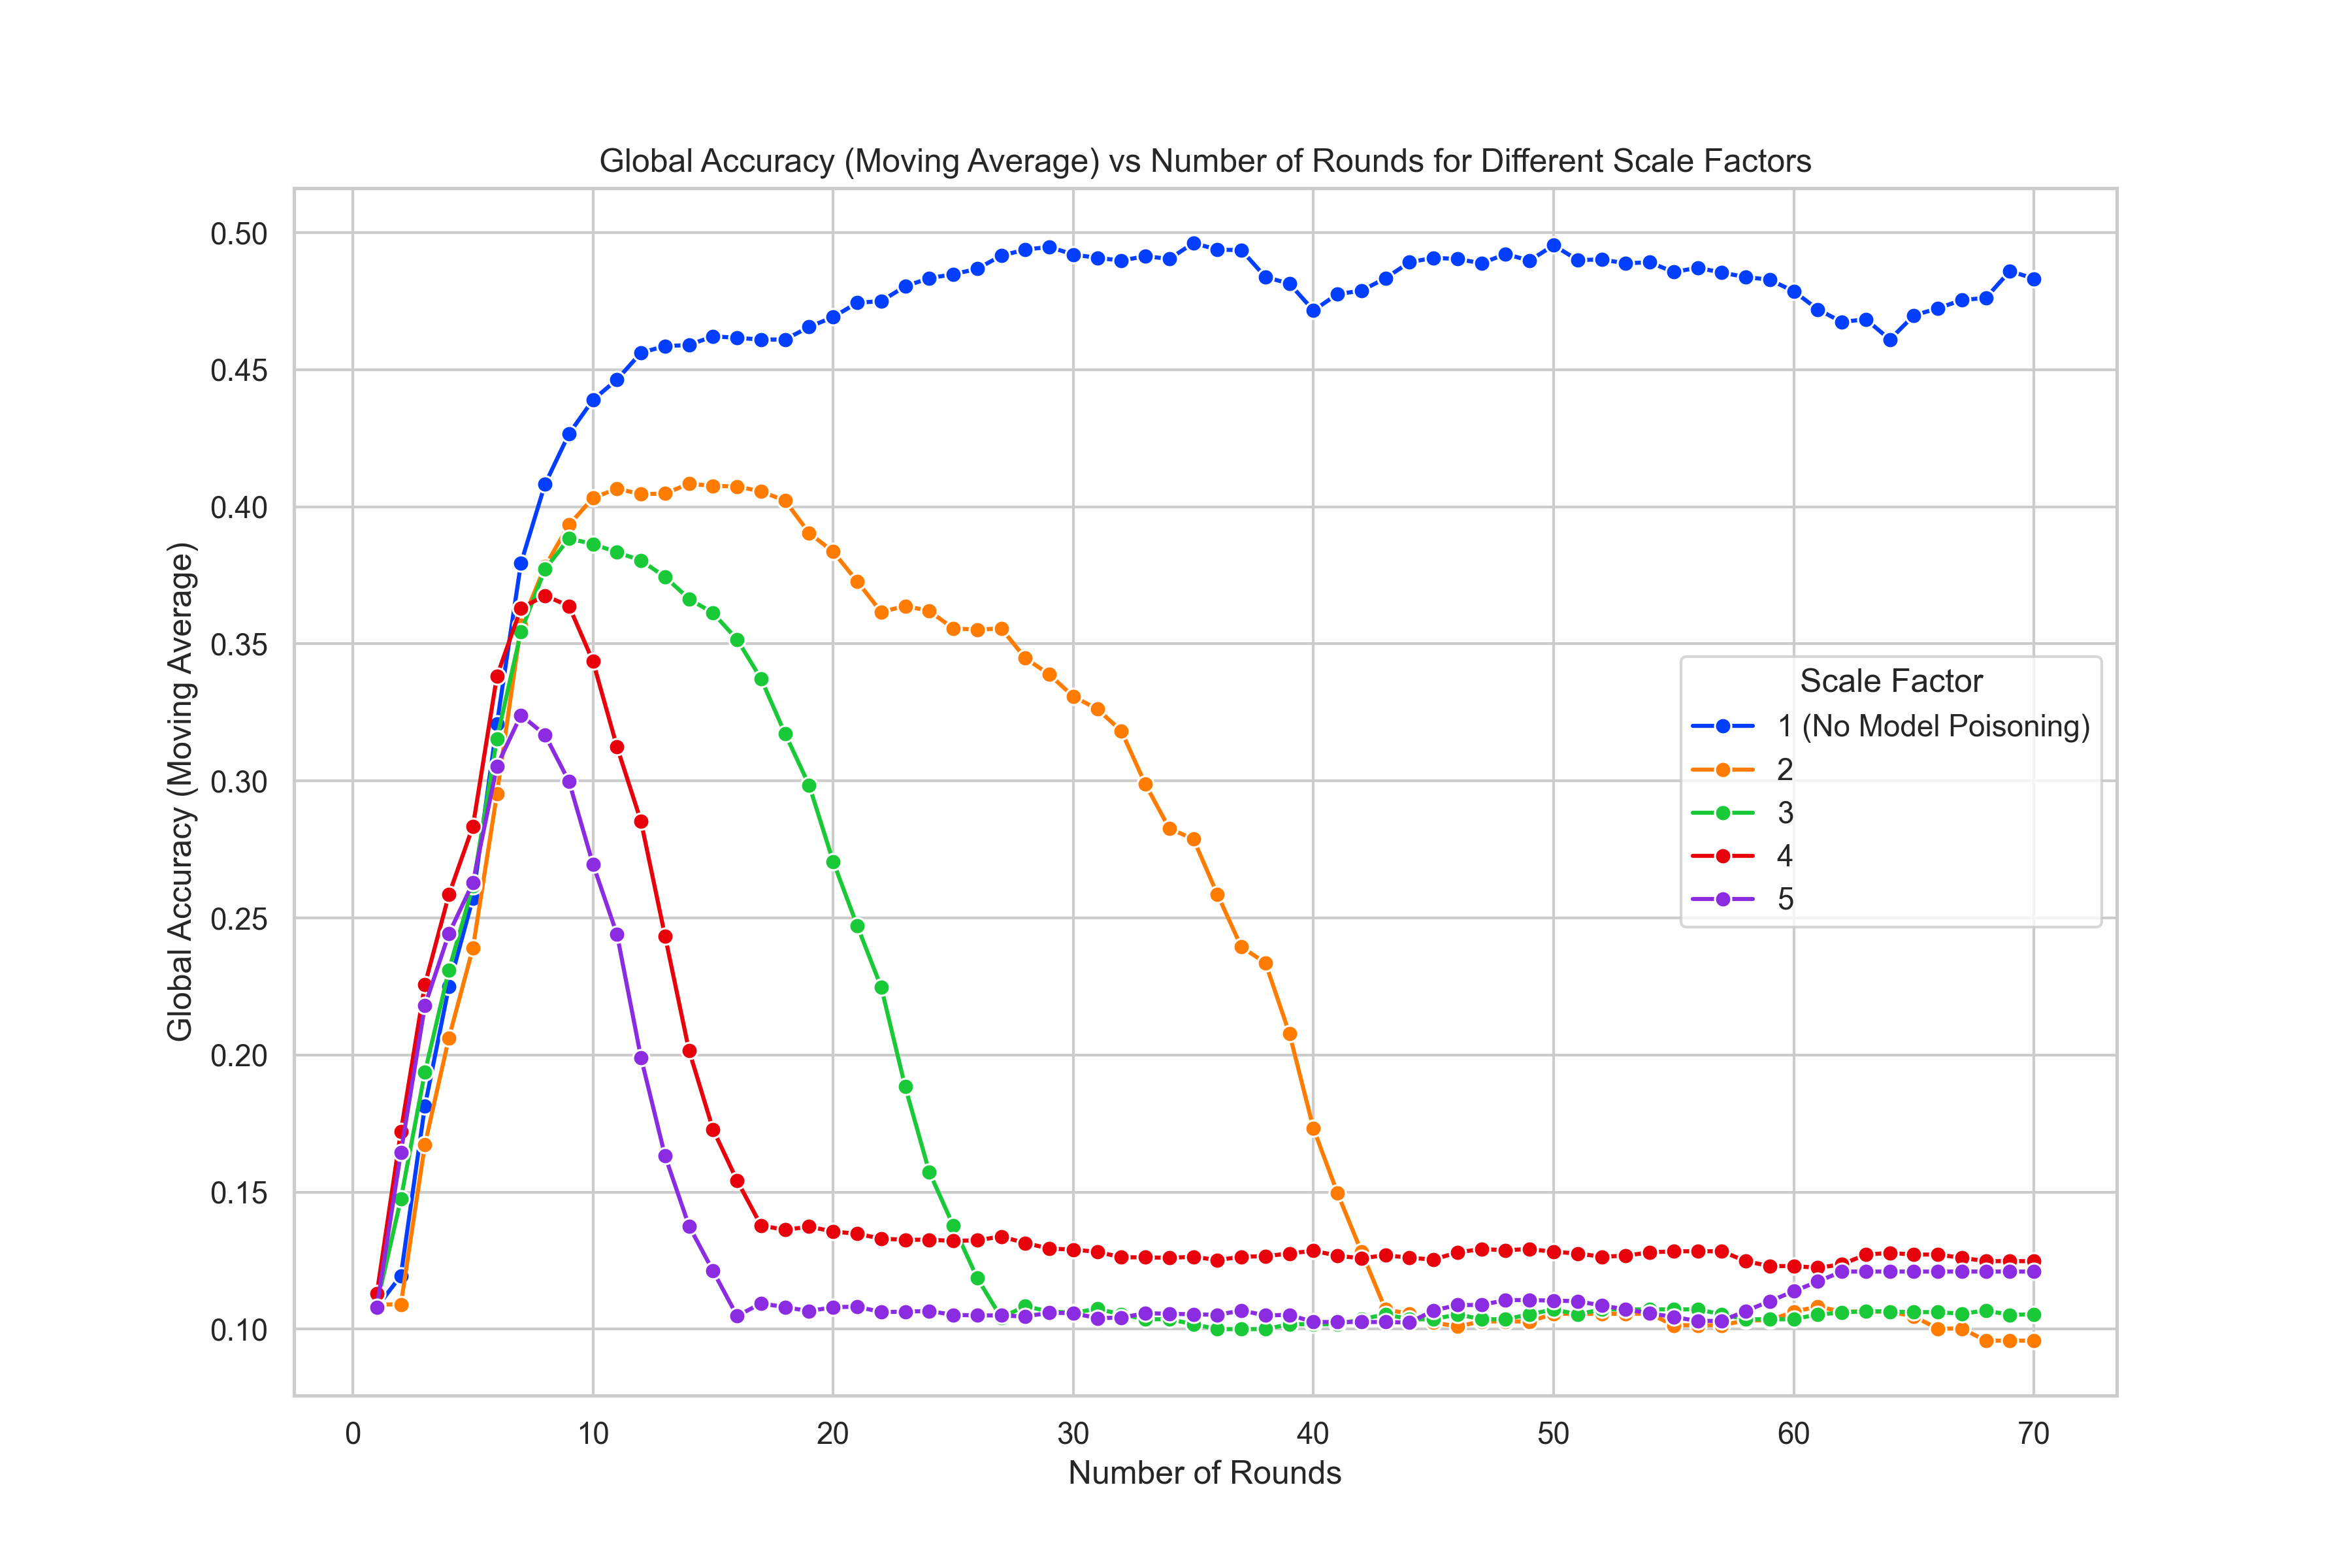 Global Accuracy (Moving Average) vs Number of Rounds for Different Scale Factors
Global Accuracy (Moving Average)
0.50
0.45
0.40
0.35
0.30
0.25
0.20
0.15
0.10
Scale Factor
1 (No Model Poisoning)
2
3
4
5
0 10 20 30 40 50 60 70
Number of Rounds